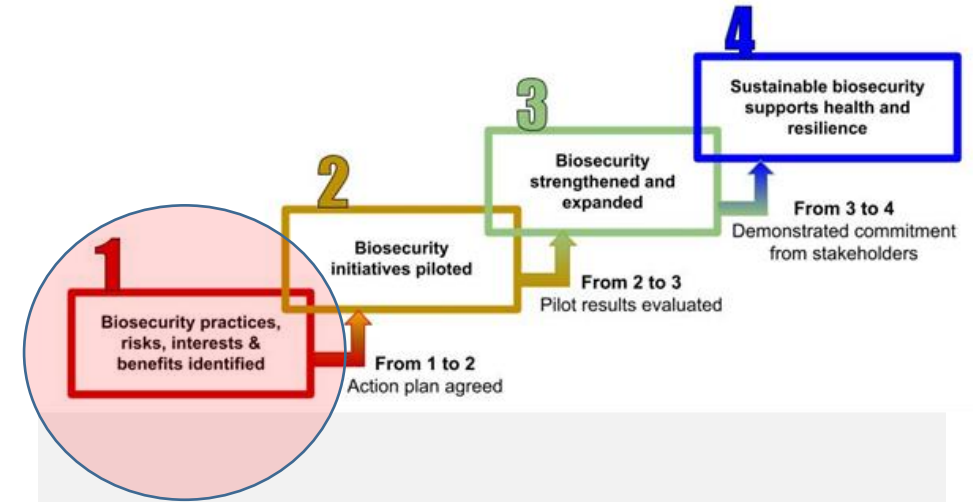 1
Biosecurity practices,
risks, interests &
benefits identified
From 1 to 2
Action plan agreed
2
Biosecurity
initiatives piloted
From 2 to 3
Pilot results evaluated
3
Biosecurity
strengthened and
expanded
From 3 to 4
Demonstrated commitment
from stakeholders
4
Sustainable biosecurity
supports health and
resilience